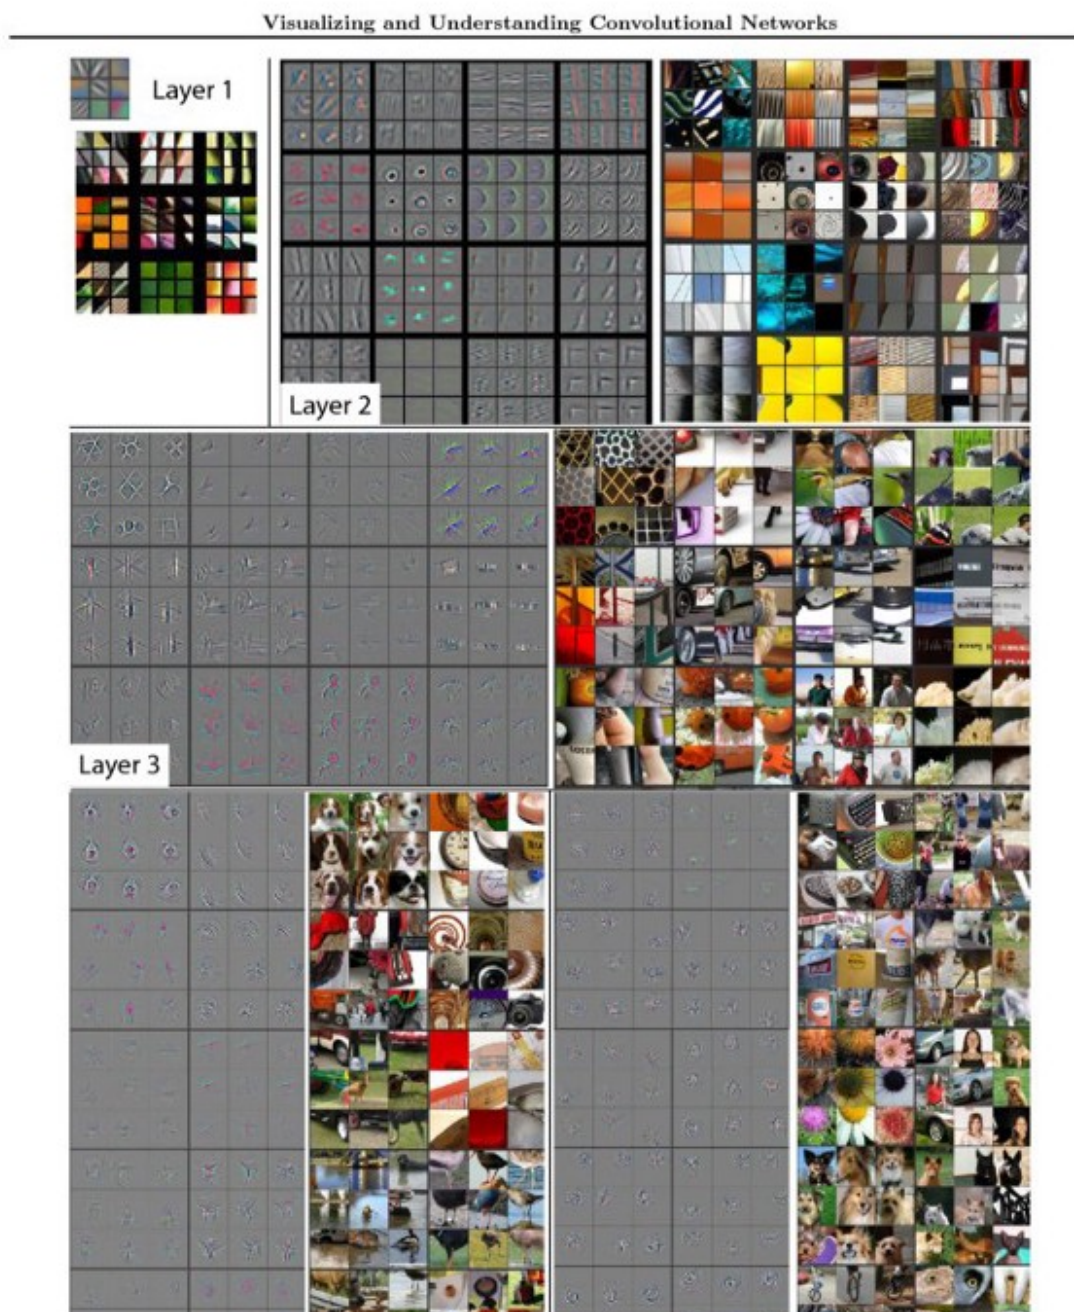 Visualizing and Understanding Convolutional Networks
Layer 1
Layer 2
Layer 3